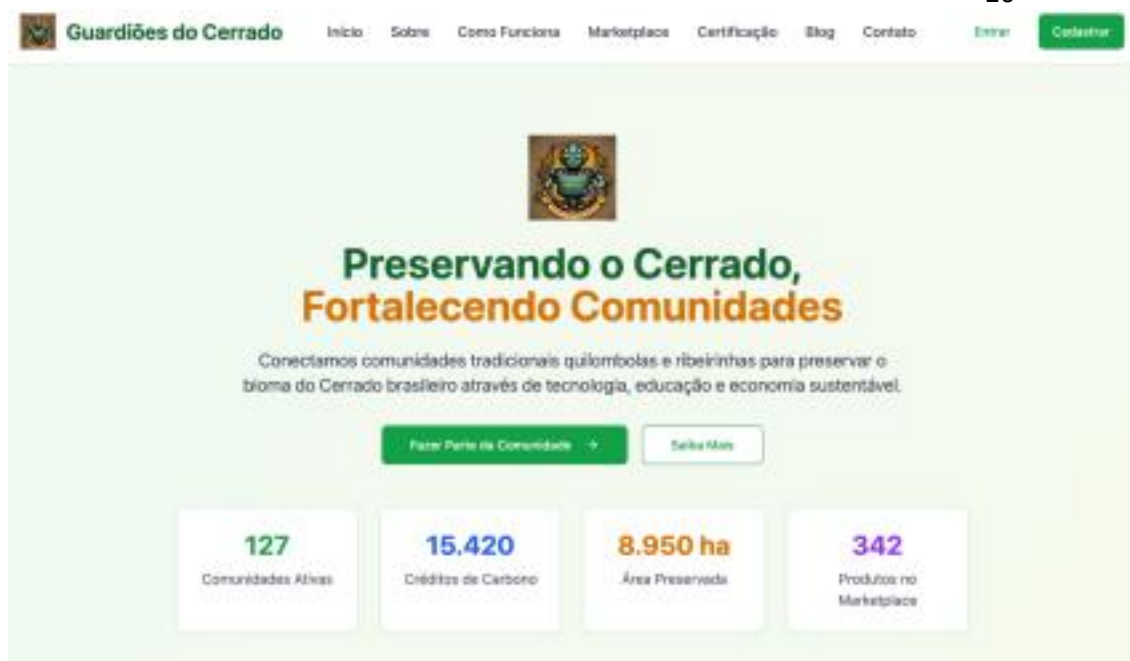 Guardiões do Cerrado
Início Sobre Como Funciona Marketplace Certificação Blog Contato Entrar Cadastrar
Preservando o Cerrado,
Fortalecendo Comunidades
Conectamos comunidades tradicionais quilombolas e ribeirinhas para preservar o
bioma do Cerrado brasileiro através de tecnologia, educação e economia sustentável.
Fazer Parte da Comunidade →
Saiba Mais
127
Comunidades Ativas
15.420
Créditos de Carbono
8.950 ha
Área Preservada
342
Produtos no
Marketplace